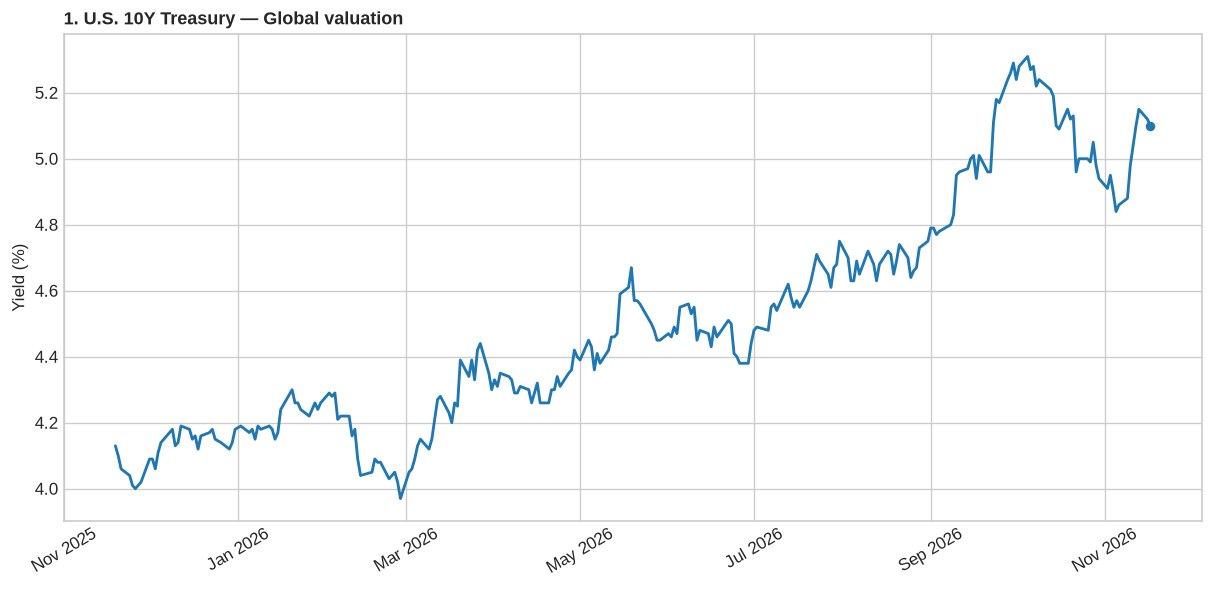 1. U.S. 10Y Treasury — Global valuation
Yield (%)
5.2
5.0
4.8
4.6
4.4
4.2
4.0
Nov 2025
Jan 2026
Mar 2026
May 2026
Jul 2026
Sep 2026
Nov 2026